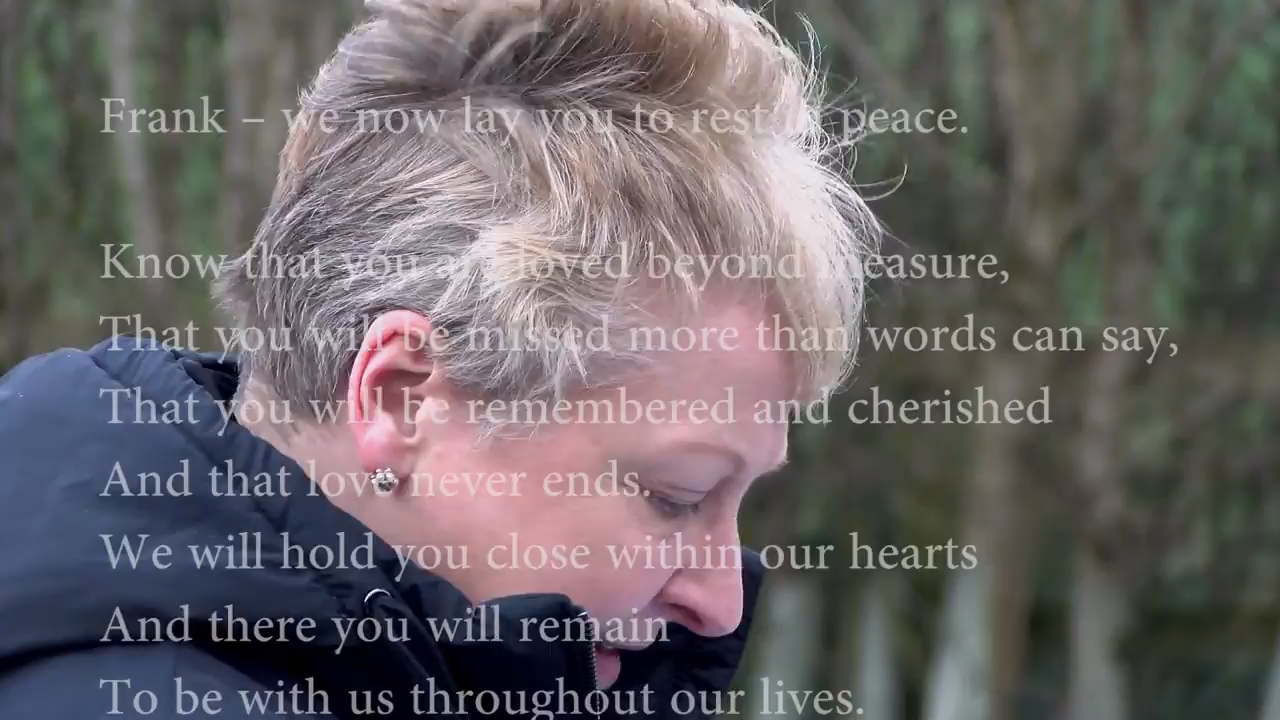 Frank – we now lay you to rest in peace.
Know that you are loved beyond measure,
That you will be missed more than words can say,
That you will be remembered and cherished
And that love never ends.
We will hold you close within our hearts
And there you will remain
To be with us throughout our lives.